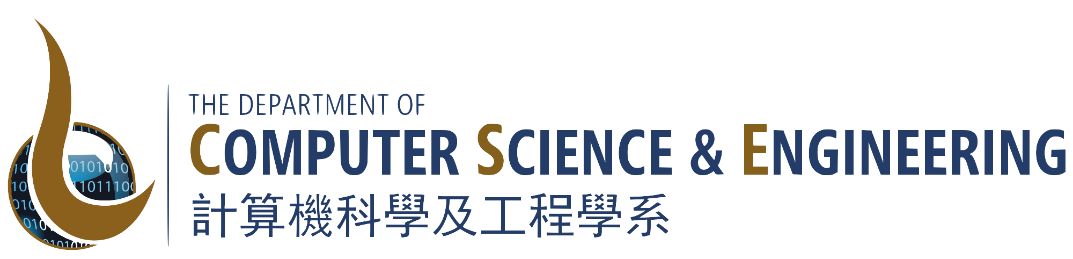 THE DEPARTMENT OF
COMPUTER SCIENCE & ENGINEERING
計算機科學及工程學系